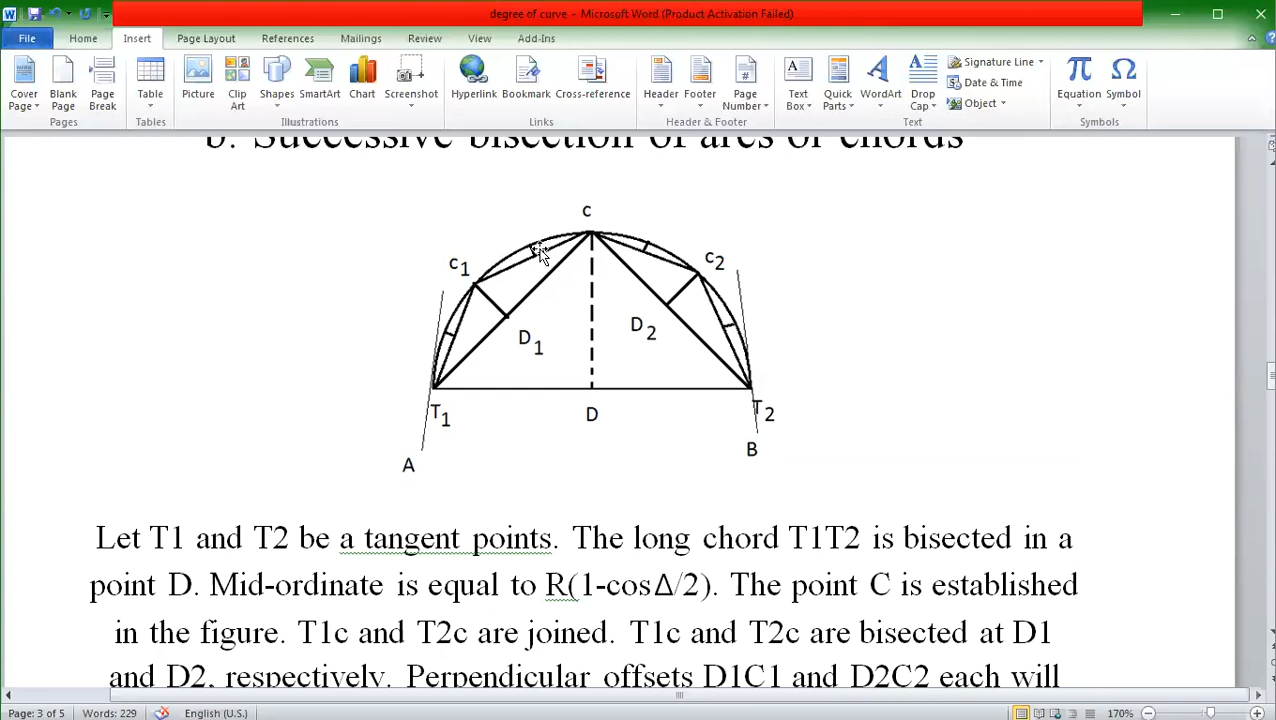 degree of curve - Microsoft Word (Product Activation Failed)
File Home Insert Page Layout References Mailings Review View Add-Ins
Cover Page
Blank Page
Page Break
Table
Picture
Clip Art
Shapes
SmartArt
Chart
Screenshot
Hyperlink
Bookmark
Cross-reference
Header
Footer
Page Number
Text Box
Quick Parts
WordArt
Drop Cap
Signature Line
Date & Time
Object
Equation
Symbol
Pages Tables Illustrations Links Header & Footer Text Symbols
b. Successive bisection of arcs or chords
c
c1
c2
D1
D2
T1
D
T2
A
B
Let T1 and T2 be a tangent points. The long chord T1T2 is bisected in a
point D. Mid-ordinate is equal to R(1-cosΔ/2). The point C is established
in the figure. T1c and T2c are joined. T1c and T2c are bisected at D1
and D2, respectively. Perpendicular offsets D1C1 and D2C2 each will
Page: 3 of 5 Words: 229 English (U.S.) 170%